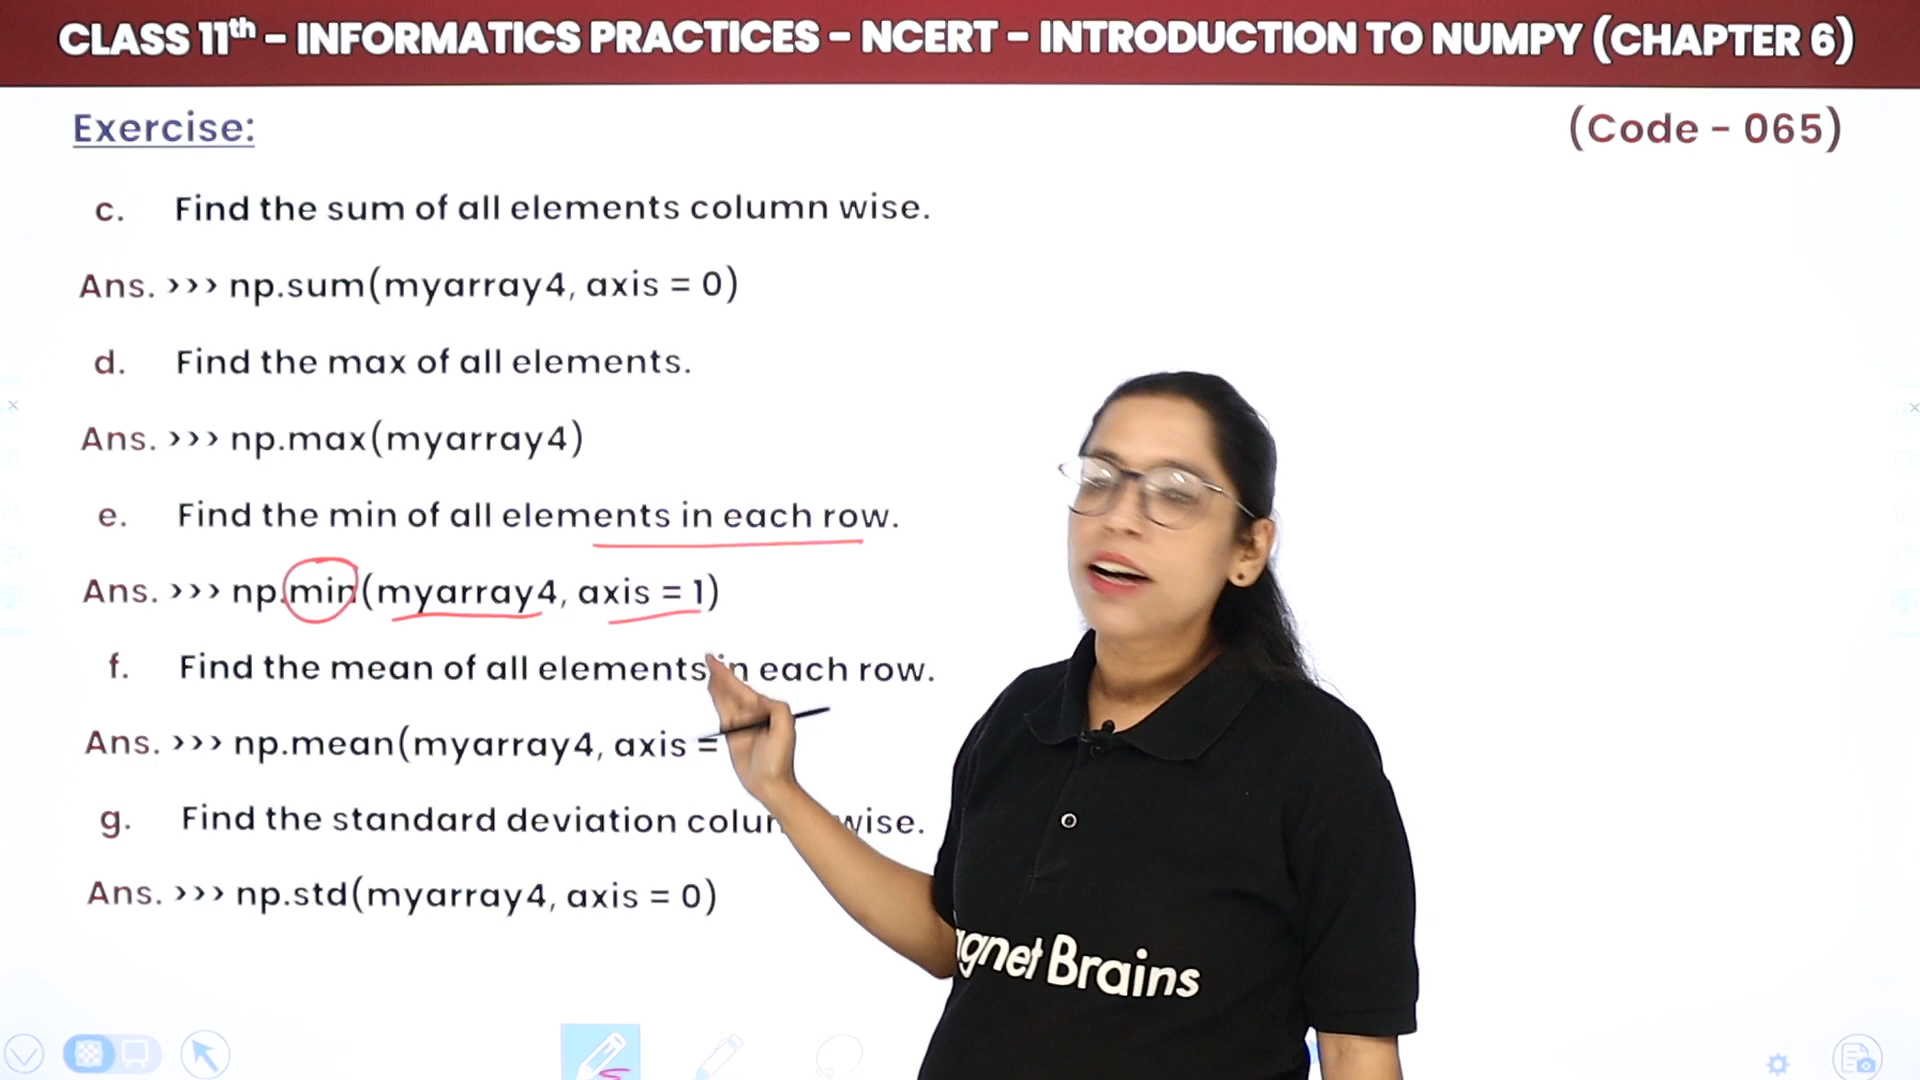 CLASS 11th – INFORMATICS PRACTICES – NCERT – INTRODUCTION TO NUMPY (CHAPTER 6)
Exercise:
(Code - 065)
c. Find the sum of all elements column wise.
Ans. >>> np.sum(myarray4, axis = 0)
d. Find the max of all elements.
Ans. >>> np.max(myarray4)
e. Find the min of all elements in each row.
Ans. >>> np.min(myarray4, axis = 1)
f. Find the mean of all elements in each row.
Ans. >>> np.mean(myarray4, axis =
g. Find the standard deviation wise.
Ans. >>> np.std(myarray4, axis = 0)
gnet Brains